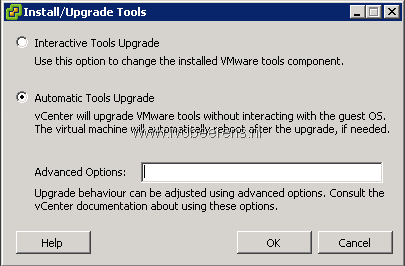 Install/Upgrade Tools
Interactive Tools Upgrade
Use this option to change the installed VMware tools component.
Automatic Tools Upgrade
vCenter will upgrade VMware tools without interacting with the guest OS.
The virtual machine will automatically reboot after the upgrade, if needed.
www.ivobeerens.nl
Advanced Options:
Upgrade behaviour can be adjusted using advanced options. Consult the
vCenter documentation about using these options.
Help
OK
Cancel